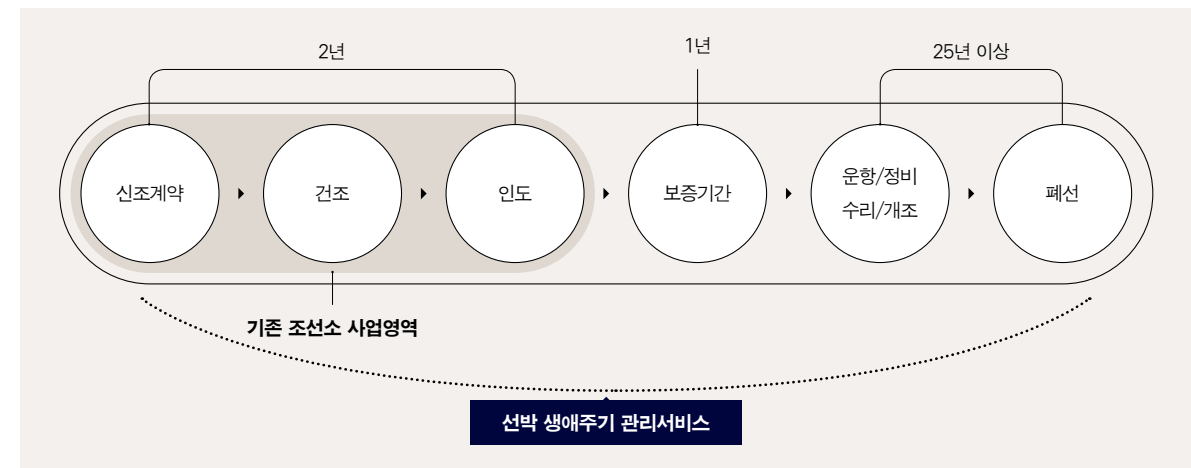 2년
1년
25년 이상
신조계약
건조
인도
보증기간
운항/정비
수리/개조
폐선
기존 조선소 사업영역
선박 생애주기 관리서비스